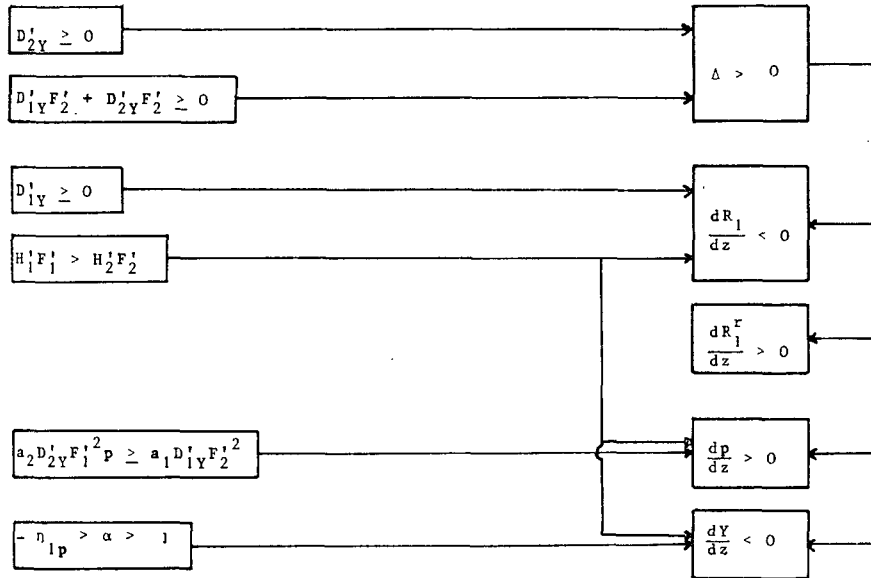 D'₂Y ≥ 0
Δ > 0
D'₁YF'₂ + D'₂YF'₂ ≥ 0
D'₁Y ≥ 0
dR₁/dz < 0
H'₁F'₁ > H'₂F'₂
dR₁ʳ/dz > 0
a₂D'₂YF'₁²p ≥ a₁D'₁YF'₂²
dp/dz > 0
- η₁p > α > 1
dY/dz < 0